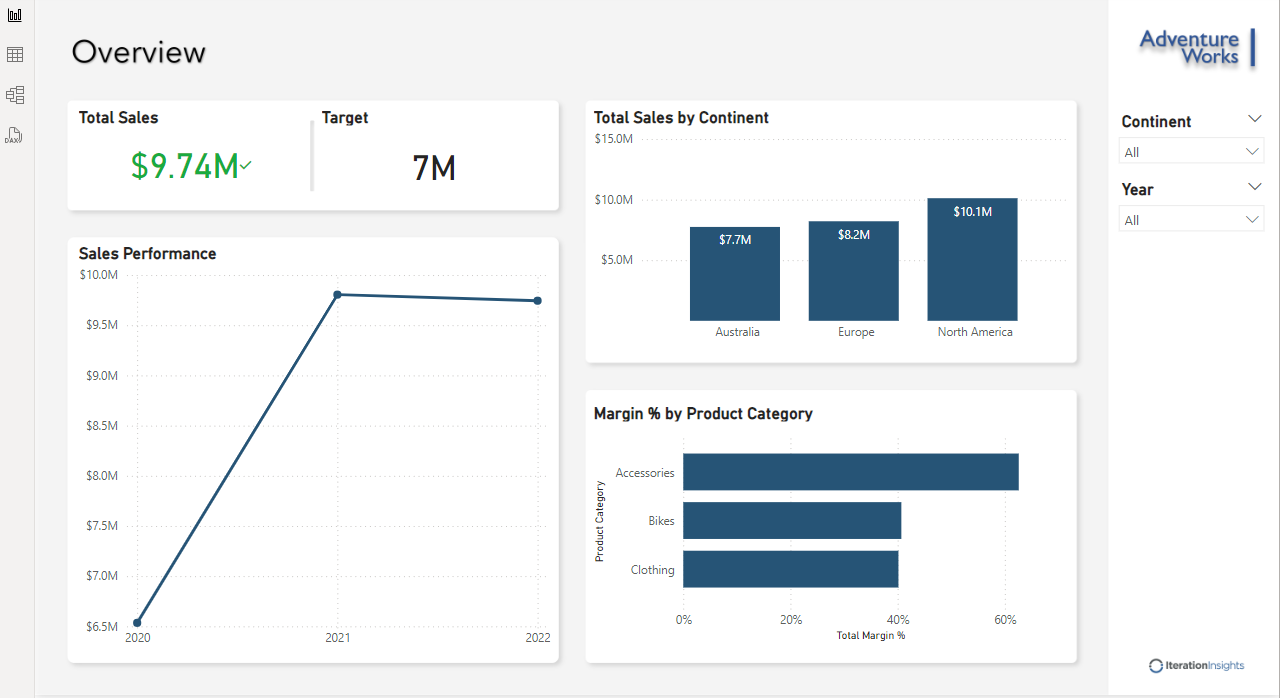 Overview
Adventure
Works
Total Sales
Target
$9.74M
7M
Sales Performance
$10.0M
$9.5M
$9.0M
$8.5M
$8.0M
$7.5M
$7.0M
$6.5M
2020
2021
2022
Total Sales by Continent
$15.0M
$10.0M
$5.0M
$7.7M
$8.2M
$10.1M
Australia
Europe
North America
Margin % by Product Category
Product Category
Accessories
Bikes
Clothing
0%
20%
40%
60%
Total Margin %
Continent
All
Year
All
IterationInsights
DAX